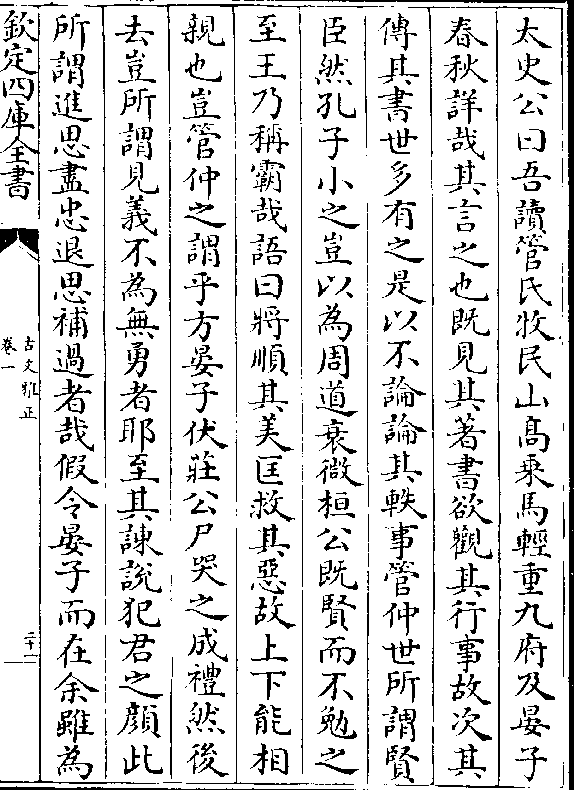 太史公曰吾讀管氏牧民山髙乗馬輕重九府及晏子
春秋詳哉其言之也既見其著書欲觀其行事故次其
傳其書世多有之是以不論論其軼事管仲世所謂賢
臣然孔子小之豈以為周道衰微桓公既賢而不勉之
至王乃稱霸哉語曰將順其美匡救其惡故上下能相
親也豈管仲之謂乎方晏子伏莊公尸哭之成禮然後
去豈所謂見義不為無勇者耶至其諫說犯君之顔此
所謂進思盡忠退思補過者哉假令晏子而在余雖為
欽定四庫全書
古文雅正
卷一
二十一